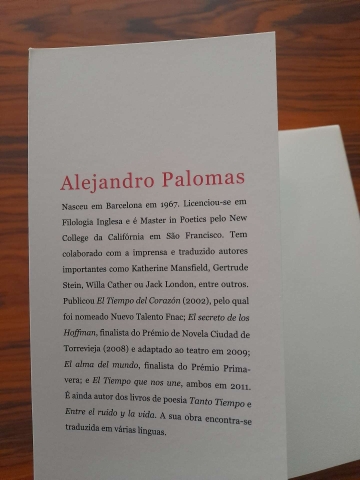 Alejandro Palomas
Nasceu em Barcelona em 1967. Licenciou-se em
Filologia Inglesa e é Master in Poetics pelo New
College da Califórnia em São Francisco. Tem
colaborado com a imprensa e traduzido autores
importantes como Katherine Mansfield, Gertrude
Stein, Willa Cather ou Jack London, entre outros.
Publicou El Tiempo del Corazón (2002), pelo qual
foi nomeado Nuevo Talento Fnac; El secreto de los
Hoffman, finalista do Prémio de Novela Ciudad de
Torrevieja (2008) e adaptado ao teatro em 2009;
El alma del mundo, finalista do Prémio Prima-
vera; e El Tiempo que nos une, ambos em 2011.
É ainda autor dos livros de poesia Tanto Tiempo e
Entre el ruido y la vida. A sua obra encontra-se
traduzida em várias línguas.